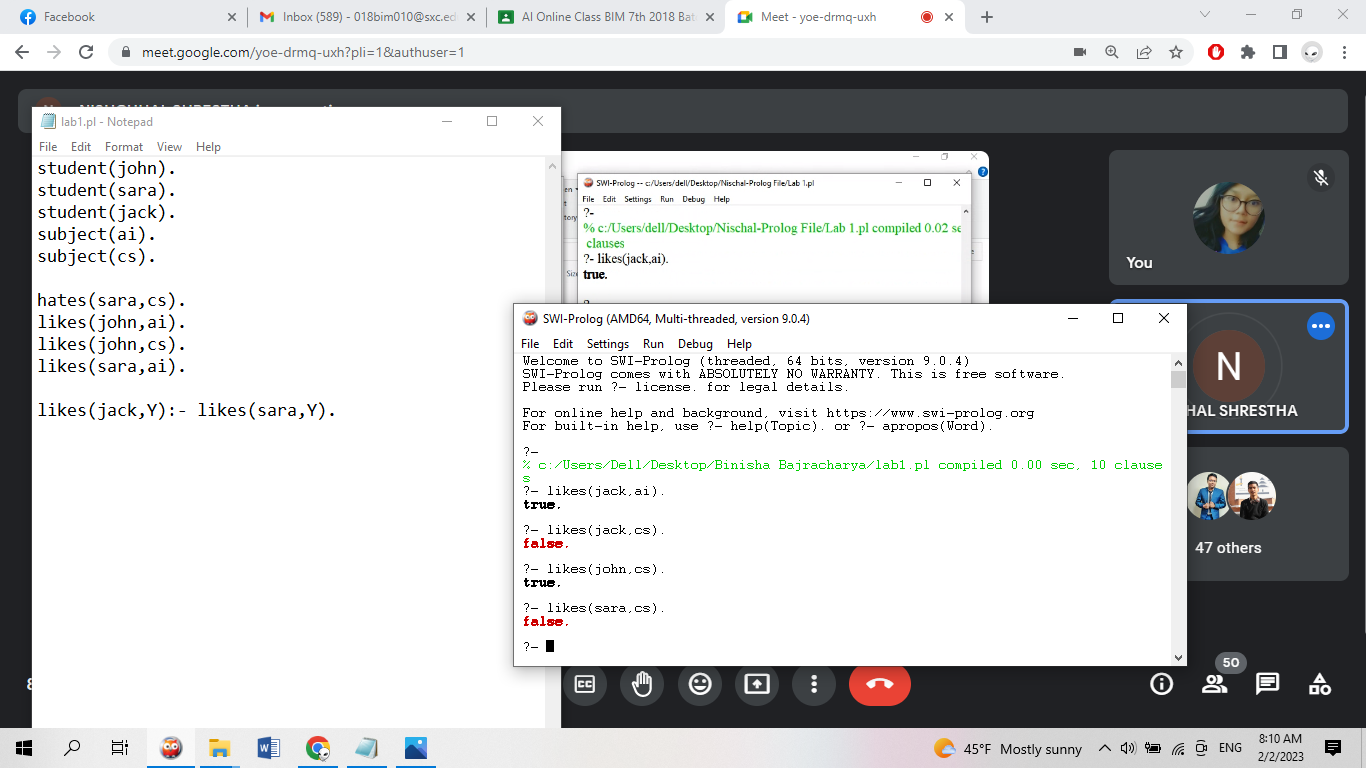 Facebook
Inbox (589) - 018bim010@sxc.ed
AI Online Class BIM 7th 2018 Bat
Meet - yoe-drmq-uxh
meet.google.com/yoe-drmq-uxh?pli=1&authuser=1
lab1.pl - Notepad
File Edit Format View Help
student(john).
student(sara).
student(jack).
subject(ai).
subject(cs).
hates(sara,cs).
likes(john,ai).
likes(john,cs).
likes(sara,ai).
likes(jack,Y):- likes(sara,Y).
SWI-Prolog -- c:/Users/dell/Desktop/Nischal-Prolog File/Lab 1.pl
File Edit Settings Run Debug Help
?-
% c:/Users/dell/Desktop/Nischal-Prolog File/Lab 1.pl compiled 0.02 se
clauses
?- likes(jack,ai).
true.
SWI-Prolog (AMD64, Multi-threaded, version 9.0.4)
File Edit Settings Run Debug Help
Welcome to SWI-Prolog (threaded, 64 bits, version 9.0.4)
SWI-Prolog comes with ABSOLUTELY NO WARRANTY. This is free software.
Please run ?- license. for legal details.
For online help and background, visit https://www.swi-prolog.org
For built-in help, use ?- help(Topic). or ?- apropos(Word).
?-
% c:/Users/Dell/Desktop/Binisha Bajracharya/lab1.pl compiled 0.00 sec, 10 clause
s
?- likes(jack,ai).
true.
?- likes(jack,cs).
false.
?- likes(john,cs).
true.
?- likes(sara,cs).
false.
?-
You
N
HAL SHRESTHA
47 others
50
CC
45°F Mostly sunny
ENG
8:10 AM
2/2/2023